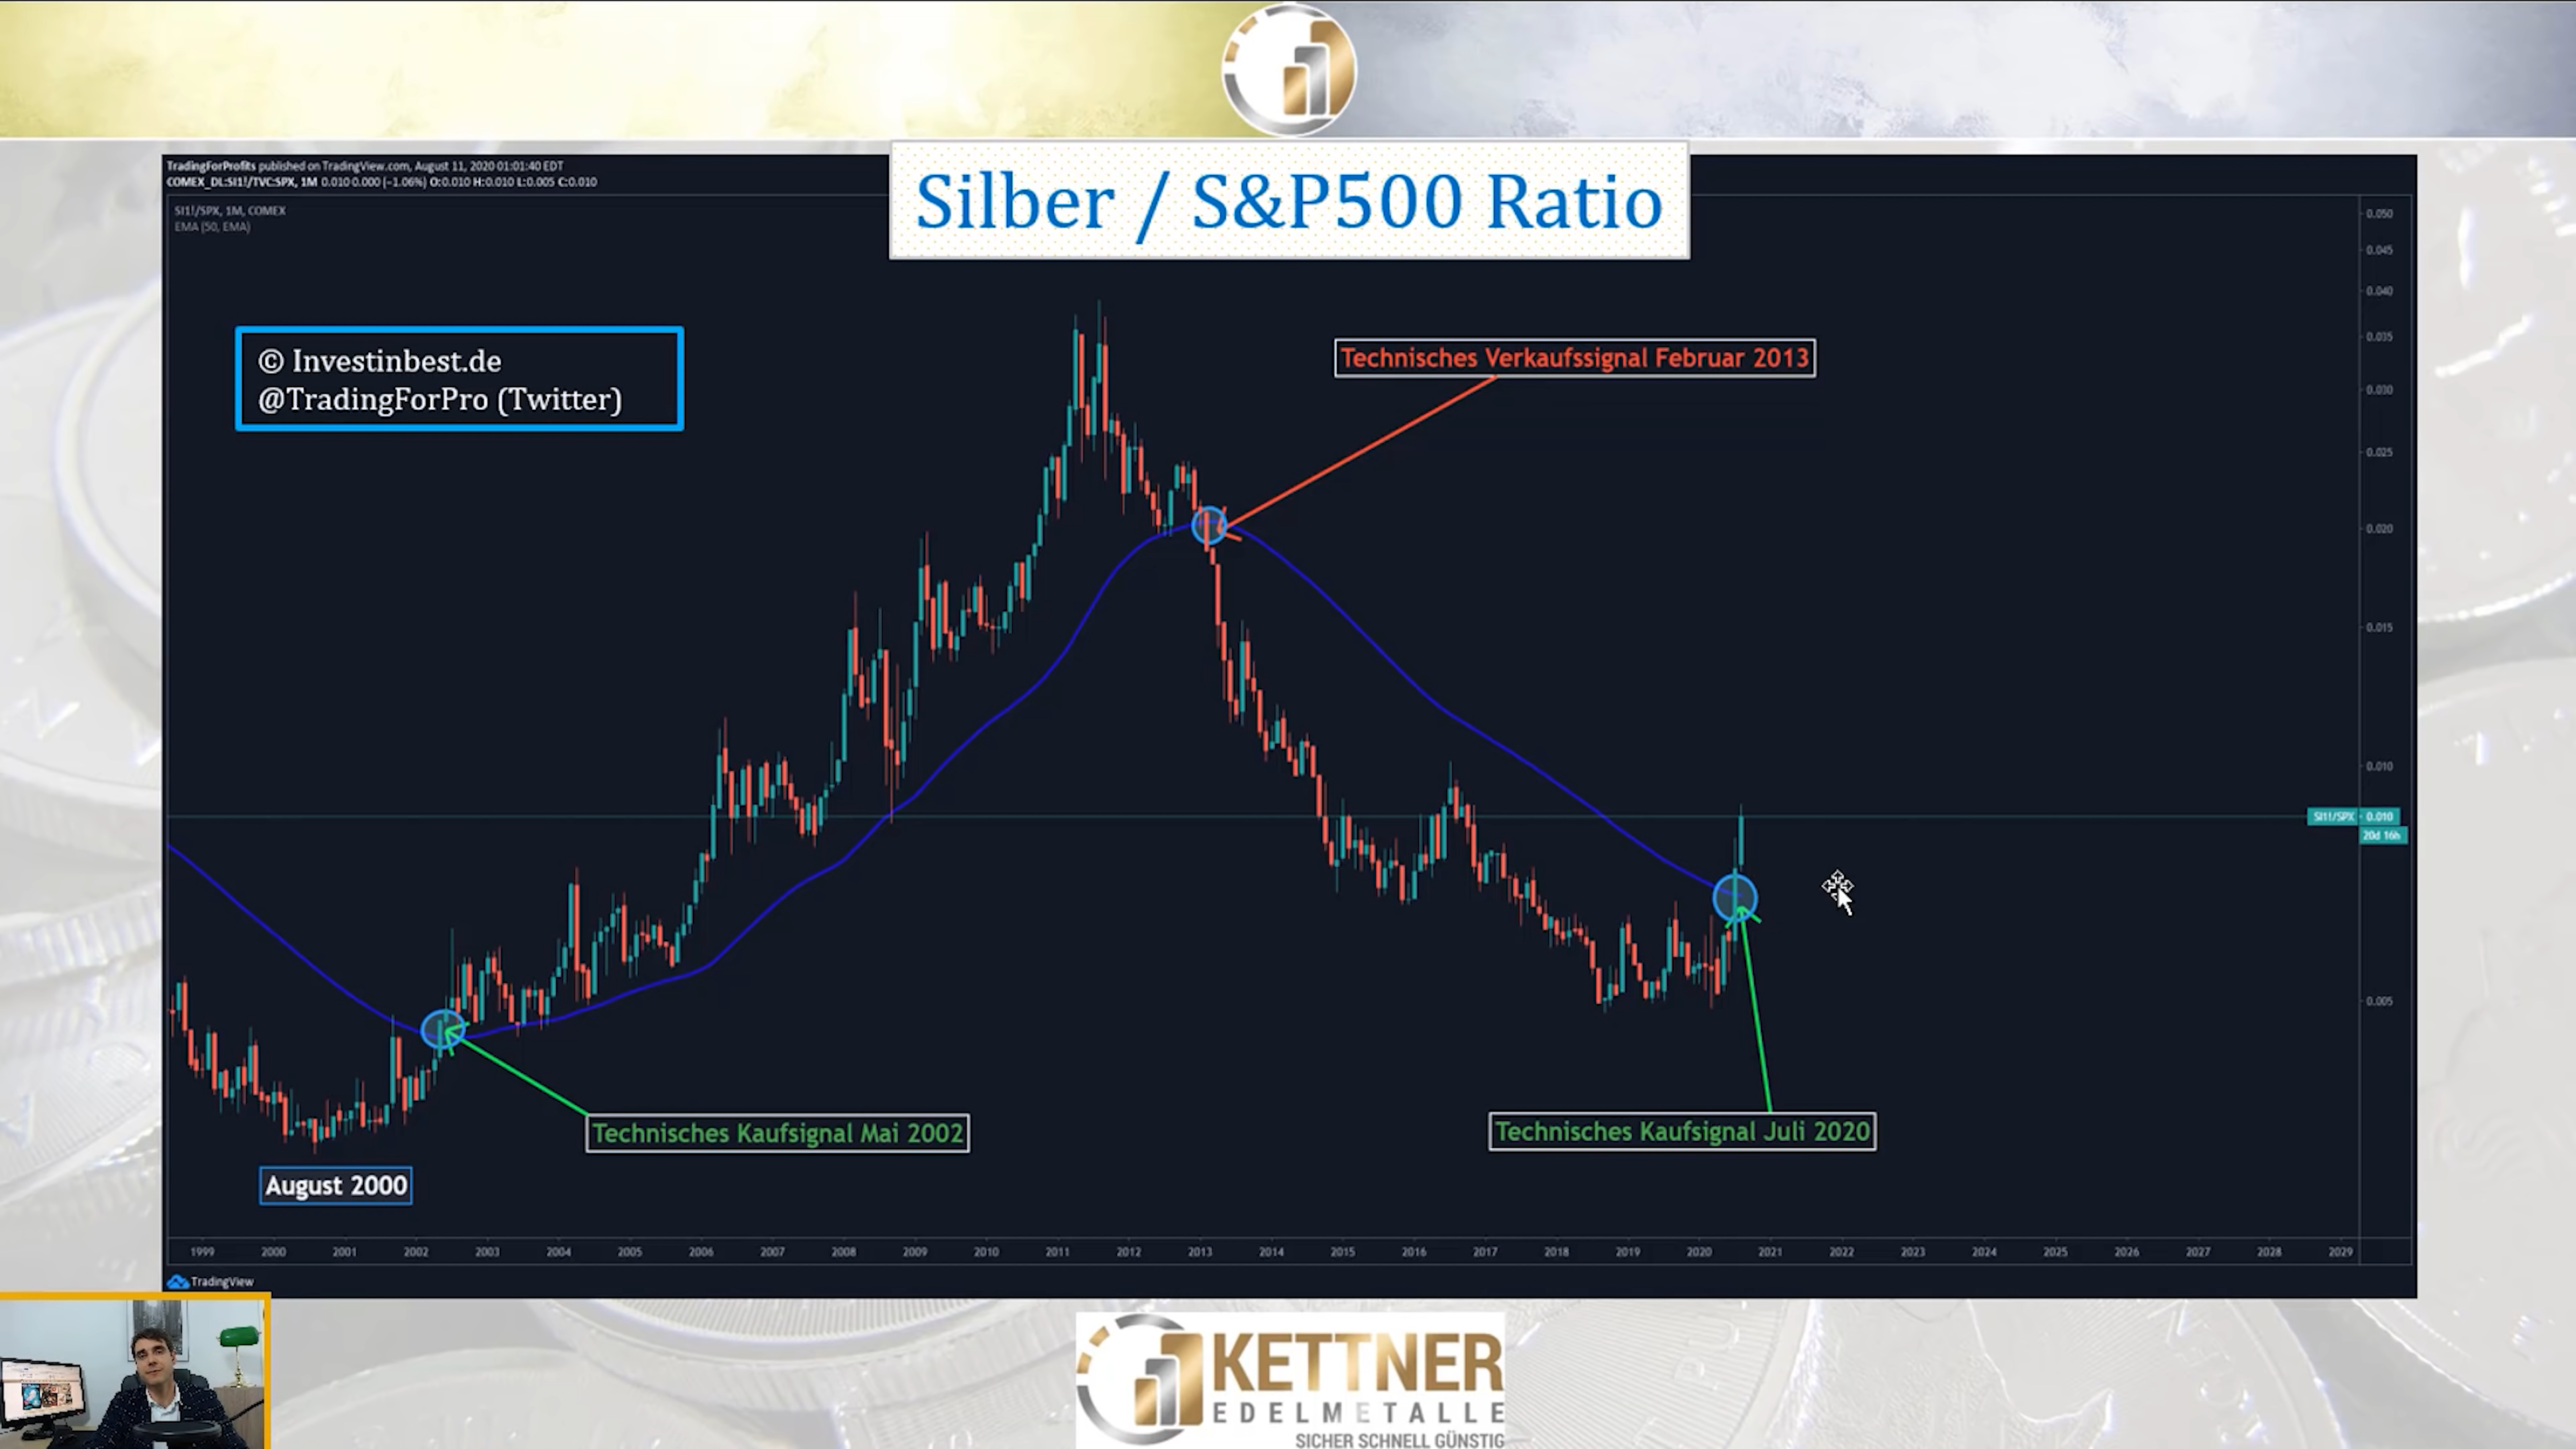 Silber / S&P500 Ratio
TradingForProfits published on TradingView.com, August 11, 2020 01:01:40 EDT
COMEX_DL:SI1!/TVC:SPX, 1M 0.010 0.000 (−1.06%) O:0.010 H:0.010 L:0.005 C:0.010
SI1!/SPX, 1M, COMEX
EMA (50, EMA)
© Investinbest.de
@TradingForPro (Twitter)
Technisches Verkaufssignal Februar 2013
0.050
0.045
0.040
0.035
0.030
0.025
0.020
0.015
0.010
SI1!/SPX 0.010
20d 16h
0.005
Technisches Kaufsignal Mai 2002
Technisches Kaufsignal Juli 2020
August 2000
1999 2000 2001 2002 2003 2004 2005 2006 2007 2008 2009 2010 2011 2012 2013 2014 2015 2016 2017 2018 2019 2020 2021 2022 2023 2024 2025 2026 2027 2028 2029
TradingView
KETTNER
EDELMETALLE
SICHER SCHNELL GÜNSTIG